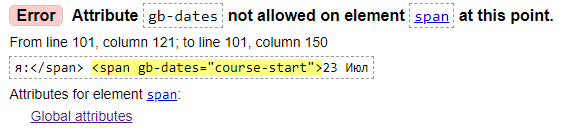 Error Attribute gb-dates not allowed on element span at this point.
From line 101, column 121; to line 101, column 150
я:</span> <span gb-dates="course-start">23 Июл
Attributes for element span:
Global attributes